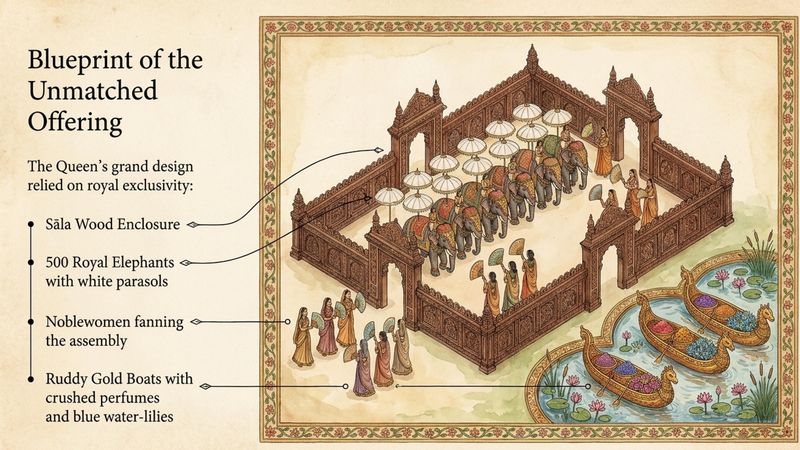 Blueprint of the
Unmatched
Offering
The Queen's grand design
relied on royal exclusivity:
Sāla Wood Enclosure
500 Royal Elephants
with white parasols
Noblewomen fanning
the assembly
Ruddy Gold Boats with
crushed perfumes
and blue water-lilies